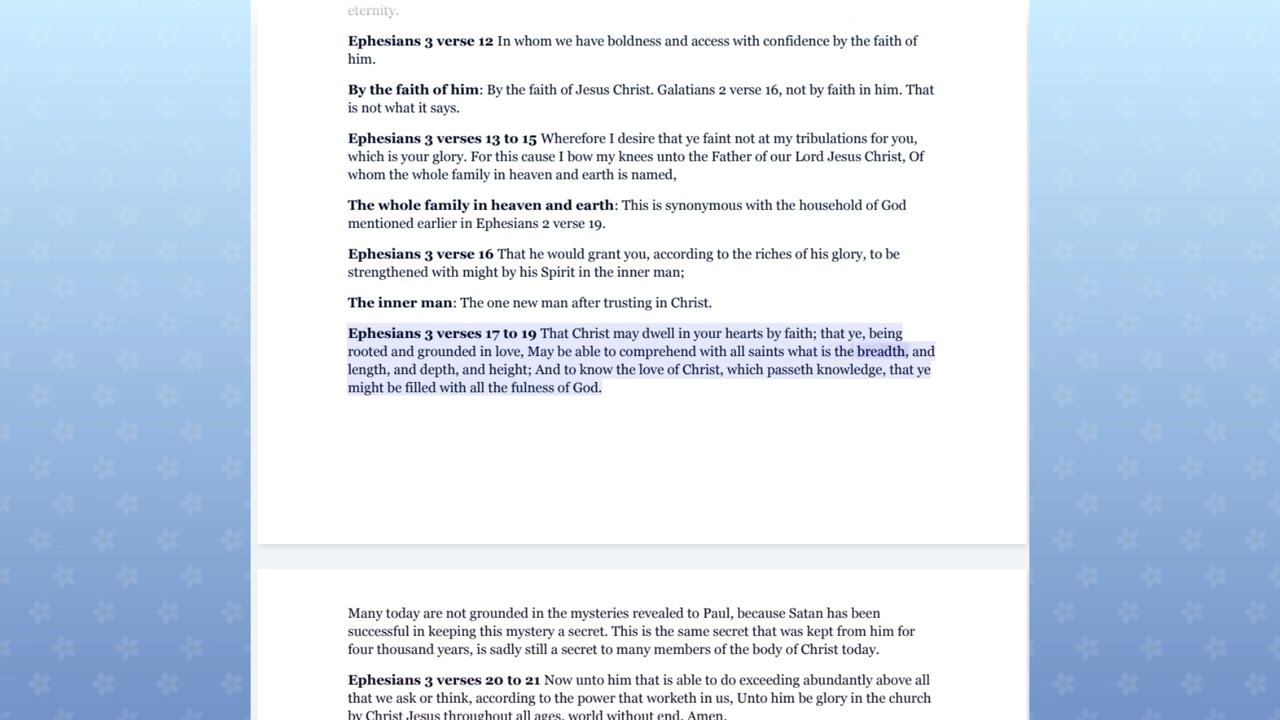 eternity.
Ephesians 3 verse 12 In whom we have boldness and access with confidence by the faith of
him.
By the faith of him: By the faith of Jesus Christ. Galatians 2 verse 16, not by faith in him. That
is not what it says.
Ephesians 3 verses 13 to 15 Wherefore I desire that ye faint not at my tribulations for you,
which is your glory. For this cause I bow my knees unto the Father of our Lord Jesus Christ, Of
whom the whole family in heaven and earth is named,
The whole family in heaven and earth: This is synonymous with the household of God
mentioned earlier in Ephesians 2 verse 19.
Ephesians 3 verse 16 That he would grant you, according to the riches of his glory, to be
strengthened with might by his Spirit in the inner man;
The inner man: The one new man after trusting in Christ.
Ephesians 3 verses 17 to 19 That Christ may dwell in your hearts by faith; that ye, being
rooted and grounded in love, May be able to comprehend with all saints what is the breadth, and
length, and depth, and height; And to know the love of Christ, which passeth knowledge, that ye
might be filled with all the fulness of God.
Many today are not grounded in the mysteries revealed to Paul, because Satan has been
successful in keeping this mystery a secret. This is the same secret that was kept from him for
four thousand years, is sadly still a secret to many members of the body of Christ today.
Ephesians 3 verses 20 to 21 Now unto him that is able to do exceeding abundantly above all
that we ask or think, according to the power that worketh in us, Unto him be glory in the church
by Christ Jesus throughout all ages, world without end. Amen.